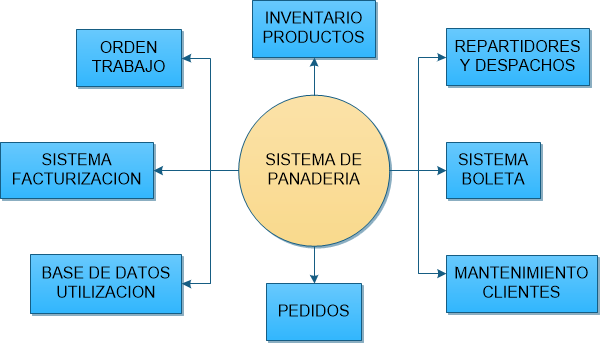 INVENTARIO
PRODUCTOS
ORDEN
TRABAJO
REPARTIDORES
Y DESPACHOS
SISTEMA
FACTURIZACION
SISTEMA DE
PANADERIA
SISTEMA
BOLETA
BASE DE DATOS
UTILIZACION
PEDIDOS
MANTENIMIENTO
CLIENTES